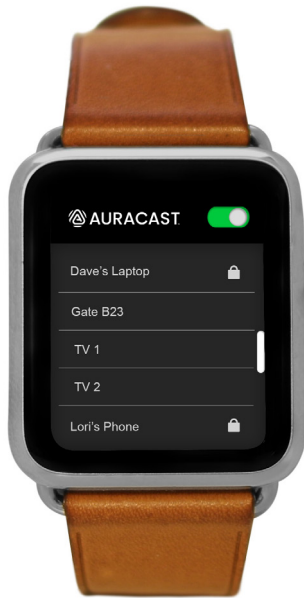 AURACAST
Dave's Laptop
Gate B23
TV 1
TV 2
Lori's Phone